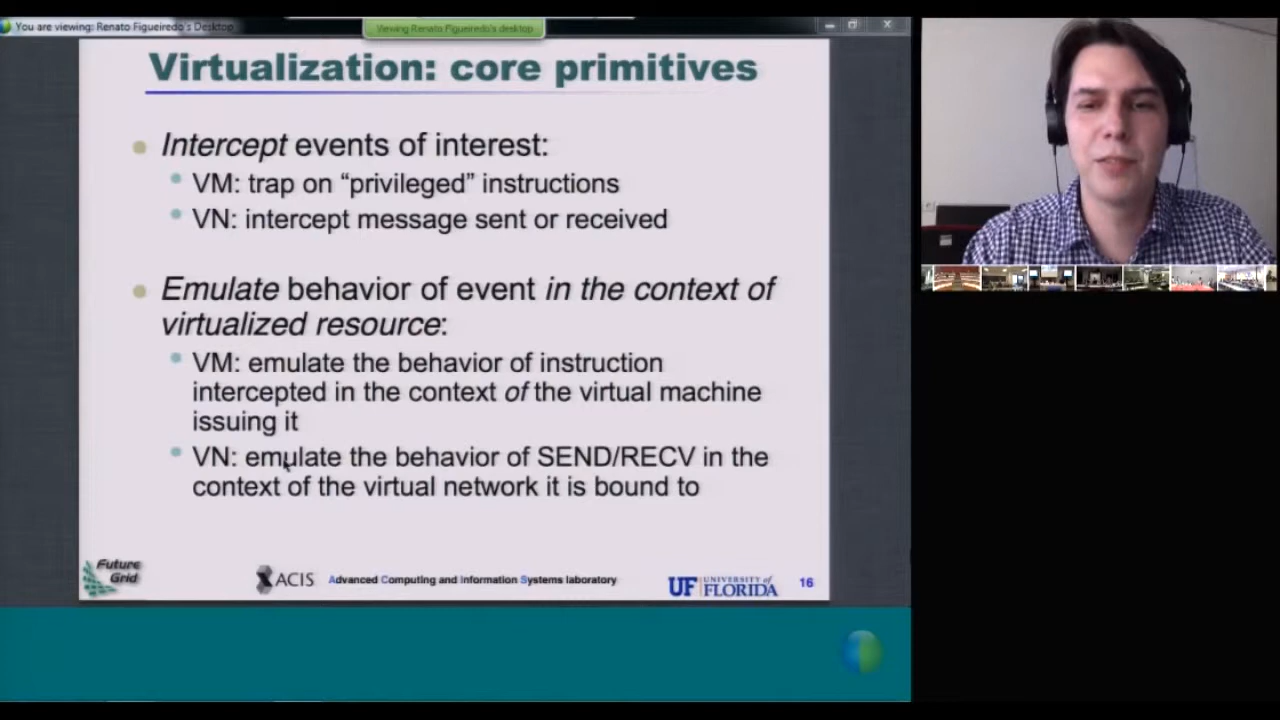 You are viewing: Renato Figueiredo's Desktop
Viewing Renato Figueiredo's desktop
Virtualization: core primitives
Intercept events of interest:
VM: trap on “privileged” instructions
VN: intercept message sent or received
Emulate behavior of event in the context of
virtualized resource:
VM: emulate the behavior of instruction
intercepted in the context of the virtual machine
issuing it
VN: emulate the behavior of SEND/RECV in the
context of the virtual network it is bound to
Future
Grid
ACIS
Advanced Computing and Information Systems laboratory
UF UNIVERSITY of
FLORIDA
16